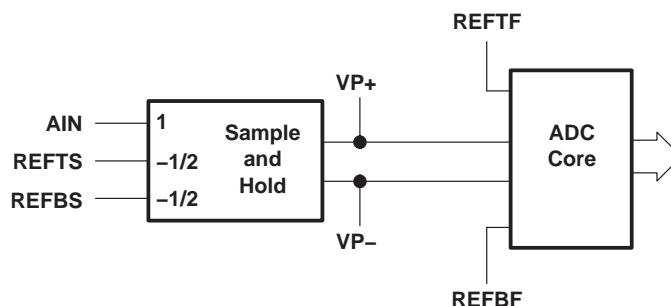 REFTF
VP+
AIN
REFTS
REFBS
1
–1/2
–1/2
Sample
and
Hold
ADC
Core
VP–
REFBF